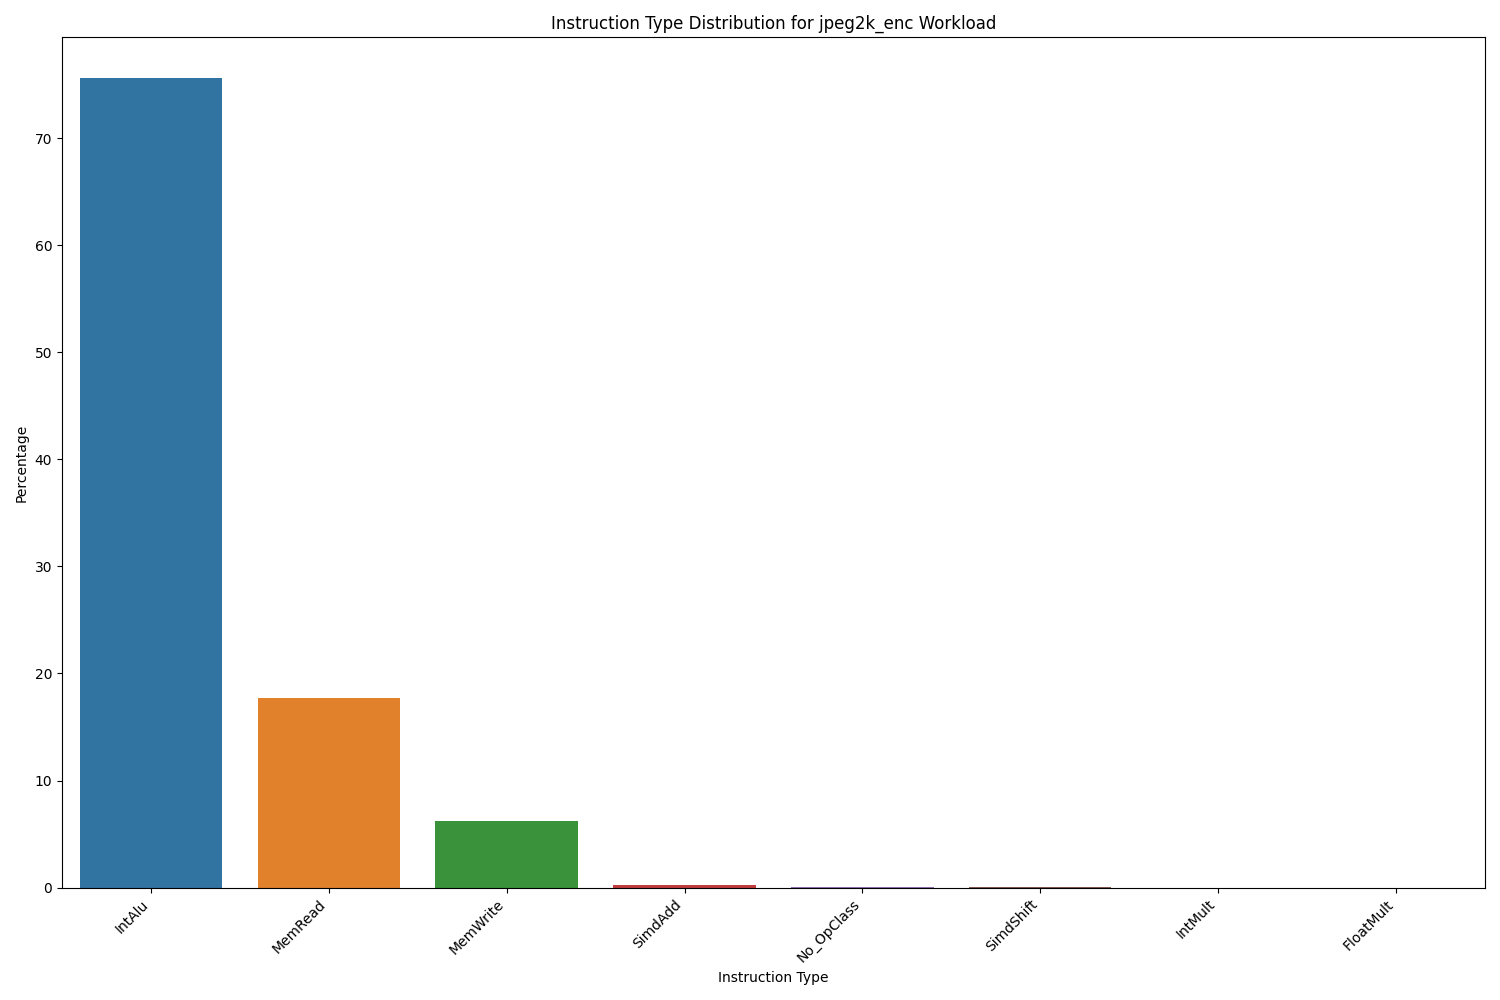 Instruction Type Distribution for jpeg2k_enc Workload
Percentage
70
60
50
40
30
20
10
0
IntAlu
MemRead
MemWrite
SimdAdd
No_OpClass
SimdShift
IntMult
FloatMult
Instruction Type